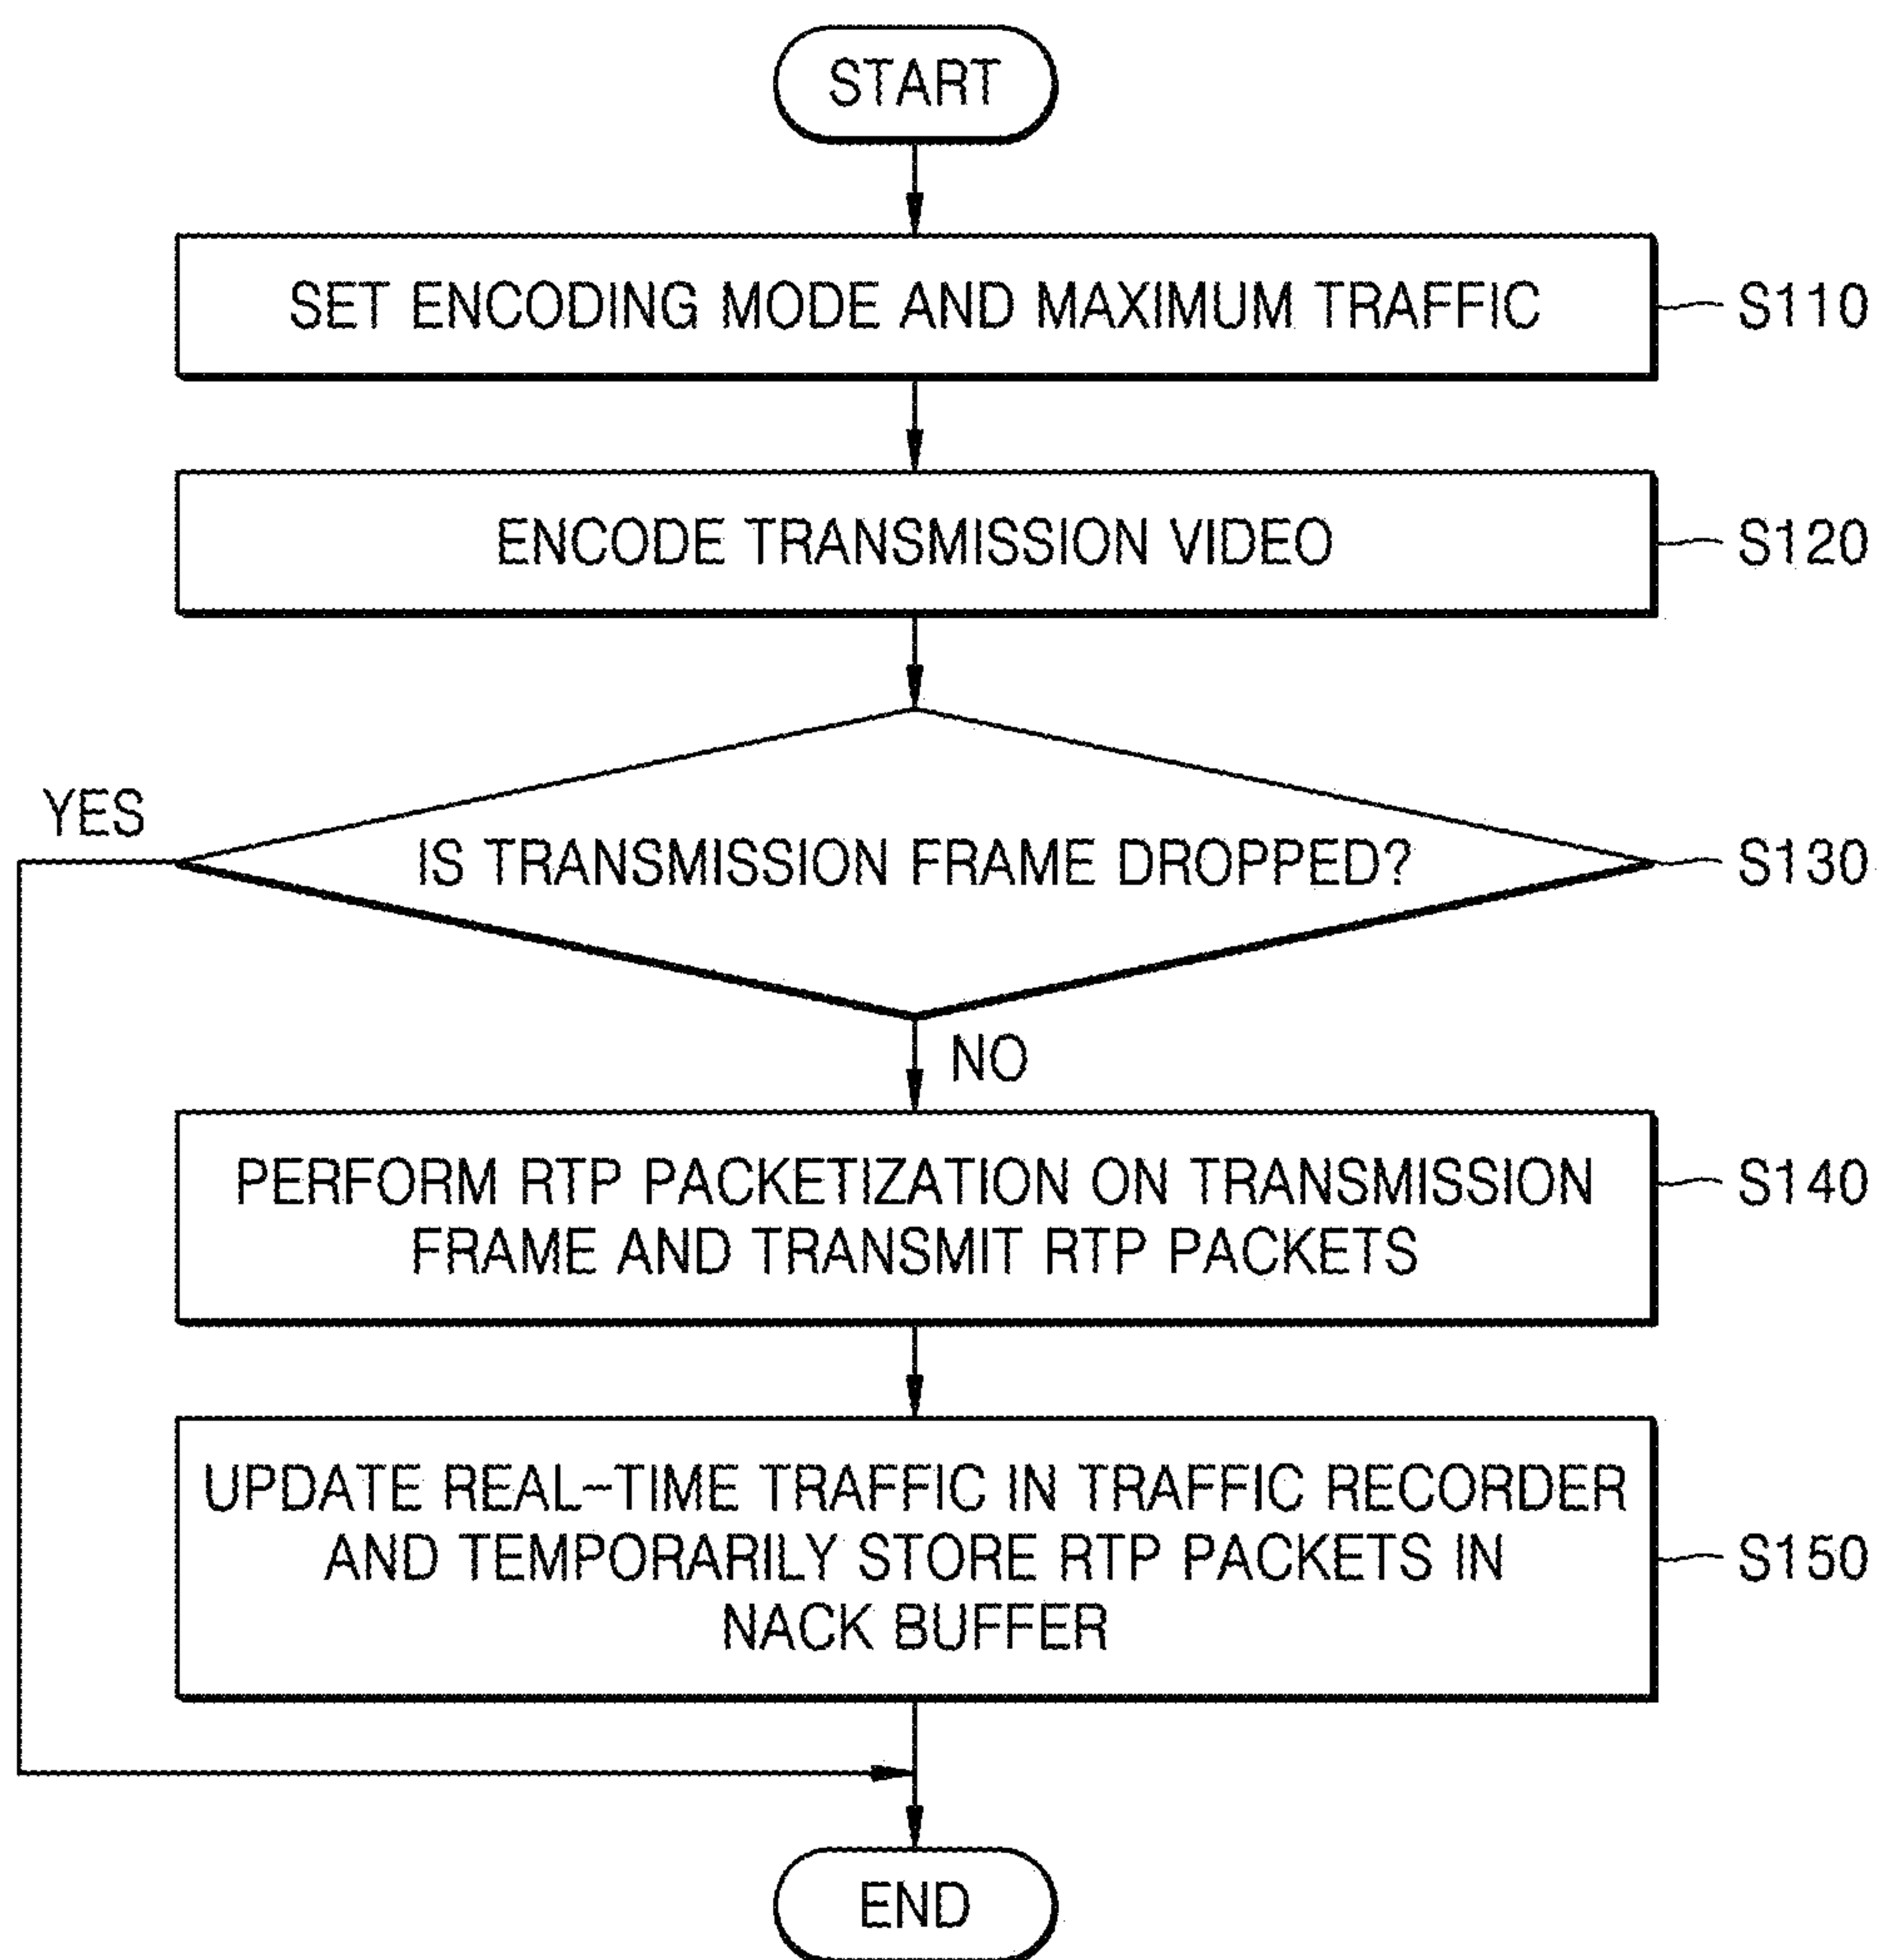 START
SET ENCODING MODE AND MAXIMUM TRAFFIC
S110
ENCODE TRANSMISSION VIDEO
S120
YES
IS TRANSMISSION FRAME DROPPED?
S130
NO
PERFORM RTP PACKETIZATION ON TRANSMISSION
FRAME AND TRANSMIT RTP PACKETS
S140
UPDATE REAL-TIME TRAFFIC IN TRAFFIC RECORDER
AND TEMPORARILY STORE RTP PACKETS IN
NACK BUFFER
S150
END